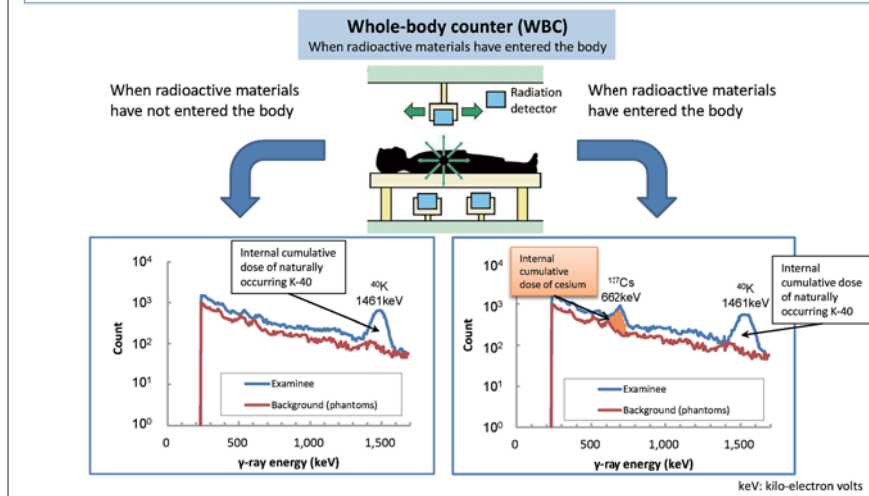 Whole-body counter (WBC)
When radioactive materials have entered the body
When radioactive materials
have not entered the body
Radiation
detector
When radioactive materials
have entered the body
Internal cumulative
dose of naturally
occurring K-40
⁴⁰K
1461keV
10⁴
10³
10²
10¹
10⁰
Count
Examinee
Background (phantoms)
0
500
1,000
1,500
γ-ray energy (keV)
Internal
cumulative
dose of cesium
¹³⁷Cs
662keV
⁴⁰K
1461keV
Internal
cumulative dose
of naturally
occurring K-40
10⁴
10³
10²
10¹
10⁰
Count
Examinee
Background (phantoms)
0
500
1,000
1,500
γ-ray energy (keV)
keV: kilo-electron volts